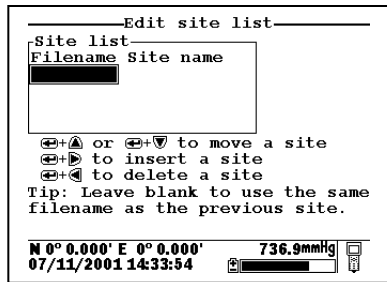 Edit site list
Site list
Filename Site name
+ or + to move a site
+ to insert a site
+ to delete a site
Tip: Leave blank to use the same
filename as the previous site.
N 0° 0.000' E 0° 0.000' 736.9mmHg
07/11/2001 14:33:54